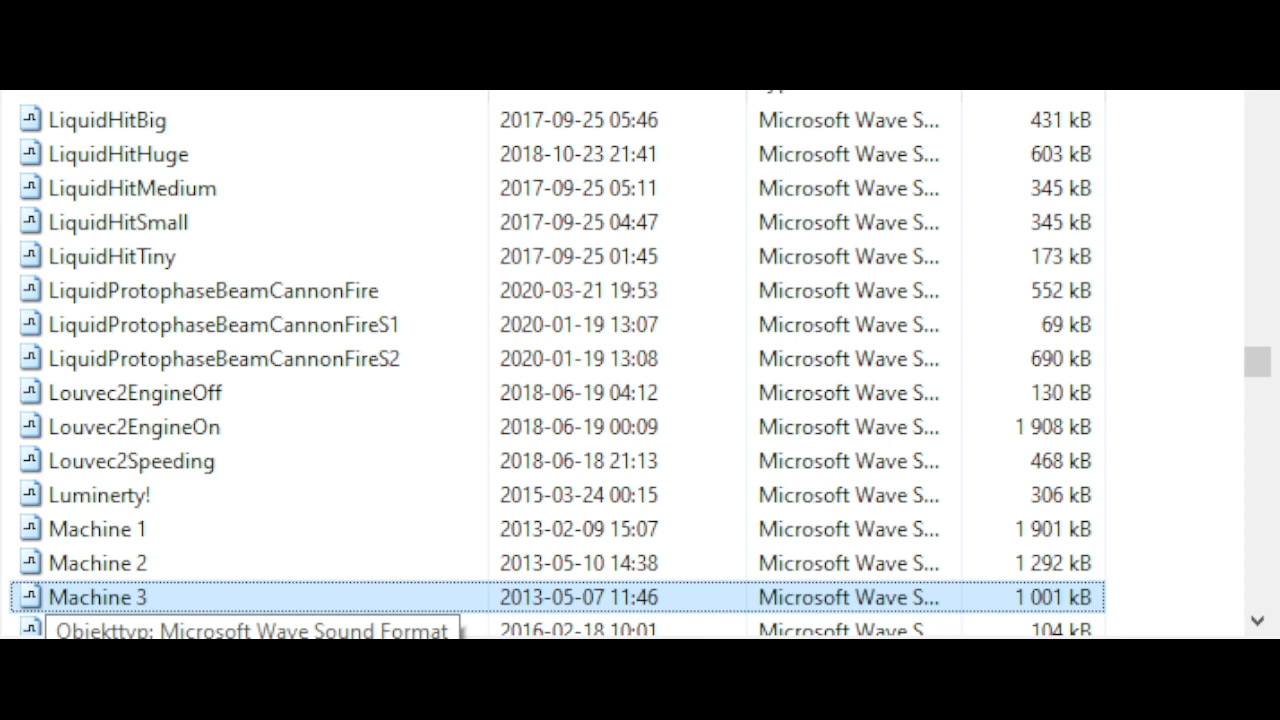 LiquidHitBig 2017-09-25 05:46 Microsoft Wave S... 431 kB
LiquidHitHuge 2018-10-23 21:41 Microsoft Wave S... 603 kB
LiquidHitMedium 2017-09-25 05:11 Microsoft Wave S... 345 kB
LiquidHitSmall 2017-09-25 04:47 Microsoft Wave S... 345 kB
LiquidHitTiny 2017-09-25 01:45 Microsoft Wave S... 173 kB
LiquidProtophaseBeamCannonFire 2020-03-21 19:53 Microsoft Wave S... 552 kB
LiquidProtophaseBeamCannonFireS1 2020-01-19 13:07 Microsoft Wave S... 69 kB
LiquidProtophaseBeamCannonFireS2 2020-01-19 13:08 Microsoft Wave S... 690 kB
Louvec2EngineOff 2018-06-19 04:12 Microsoft Wave S... 130 kB
Louvec2EngineOn 2018-06-19 00:09 Microsoft Wave S... 1 908 kB
Louvec2Speeding 2018-06-18 21:13 Microsoft Wave S... 468 kB
Luminerty! 2015-03-24 00:15 Microsoft Wave S... 306 kB
Machine 1 2013-02-09 15:07 Microsoft Wave S... 1 901 kB
Machine 2 2013-05-10 14:38 Microsoft Wave S... 1 292 kB
Machine 3 2013-05-07 11:46 Microsoft Wave S... 1 001 kB
Objekttyp: Microsoft Wave Sound Format 2016-02-18 10:01 Microsoft Wave S 104 kB